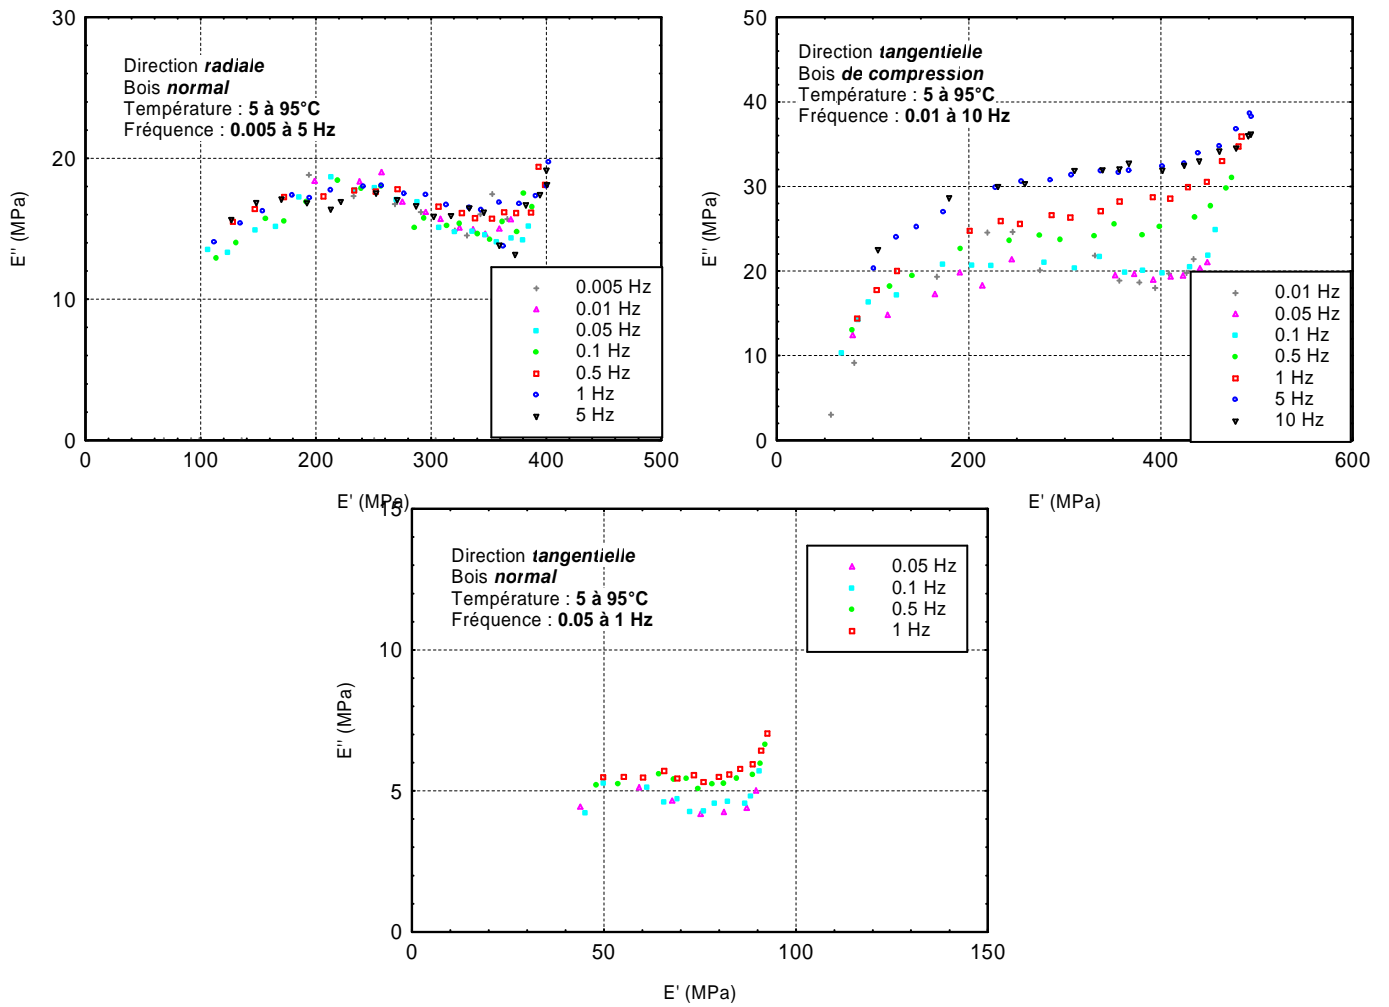 30
20
10
0
E'' (MPa)
Direction radiale
Bois normal
Température : 5 à 95°C
Fréquence : 0.005 à 5 Hz
0.005 Hz
0.01 Hz
0.05 Hz
0.1 Hz
0.5 Hz
1 Hz
5 Hz
0 100 200 300 400 500
E' (MPa)
50
40
30
20
10
0
E'' (MPa)
Direction tangentielle
Bois de compression
Température : 5 à 95°C
Fréquence : 0.01 à 10 Hz
0.01 Hz
0.05 Hz
0.1 Hz
0.5 Hz
1 Hz
5 Hz
10 Hz
0 200 400 600
E' (MPa)
15
10
5
0
E'' (MPa)
Direction tangentielle
Bois normal
Température : 5 à 95°C
Fréquence : 0.05 à 1 Hz
0.05 Hz
0.1 Hz
0.5 Hz
1 Hz
0 50 100 150
E' (MPa)